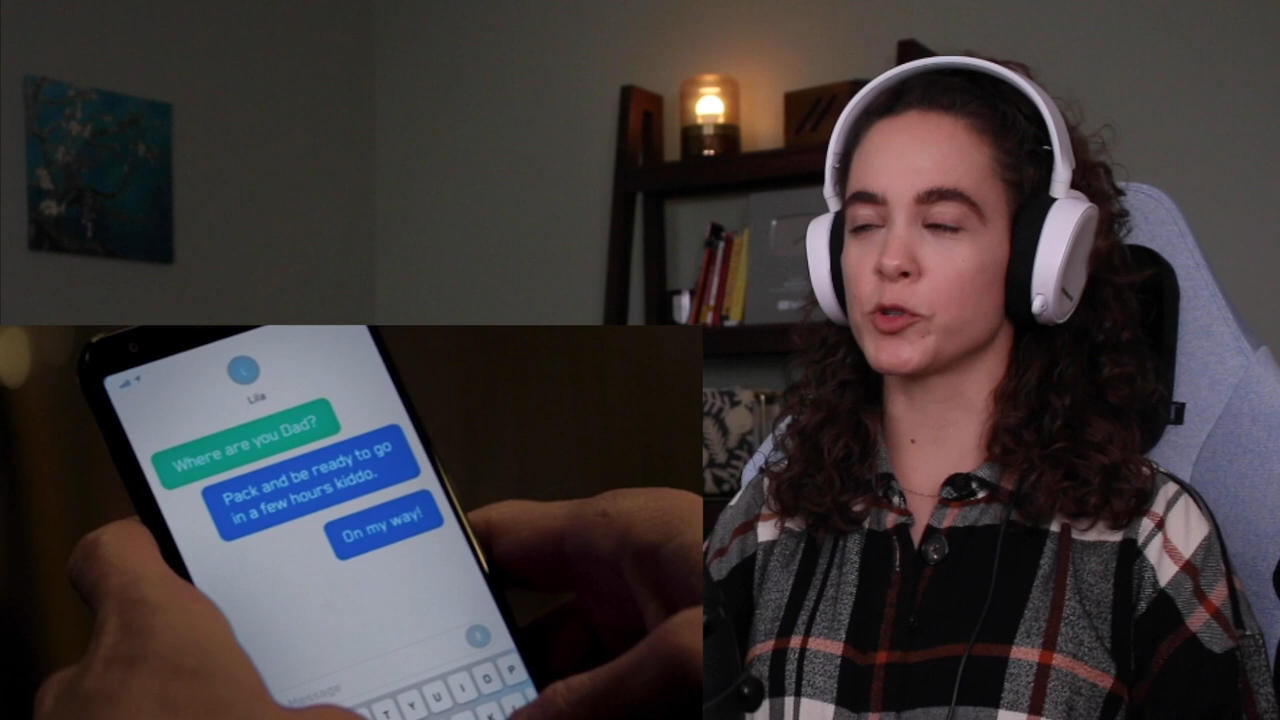 Lila
Where are you Dad?
Pack and be ready to go
in a few hours kiddo.
On my way!
Message
T Y U I O P